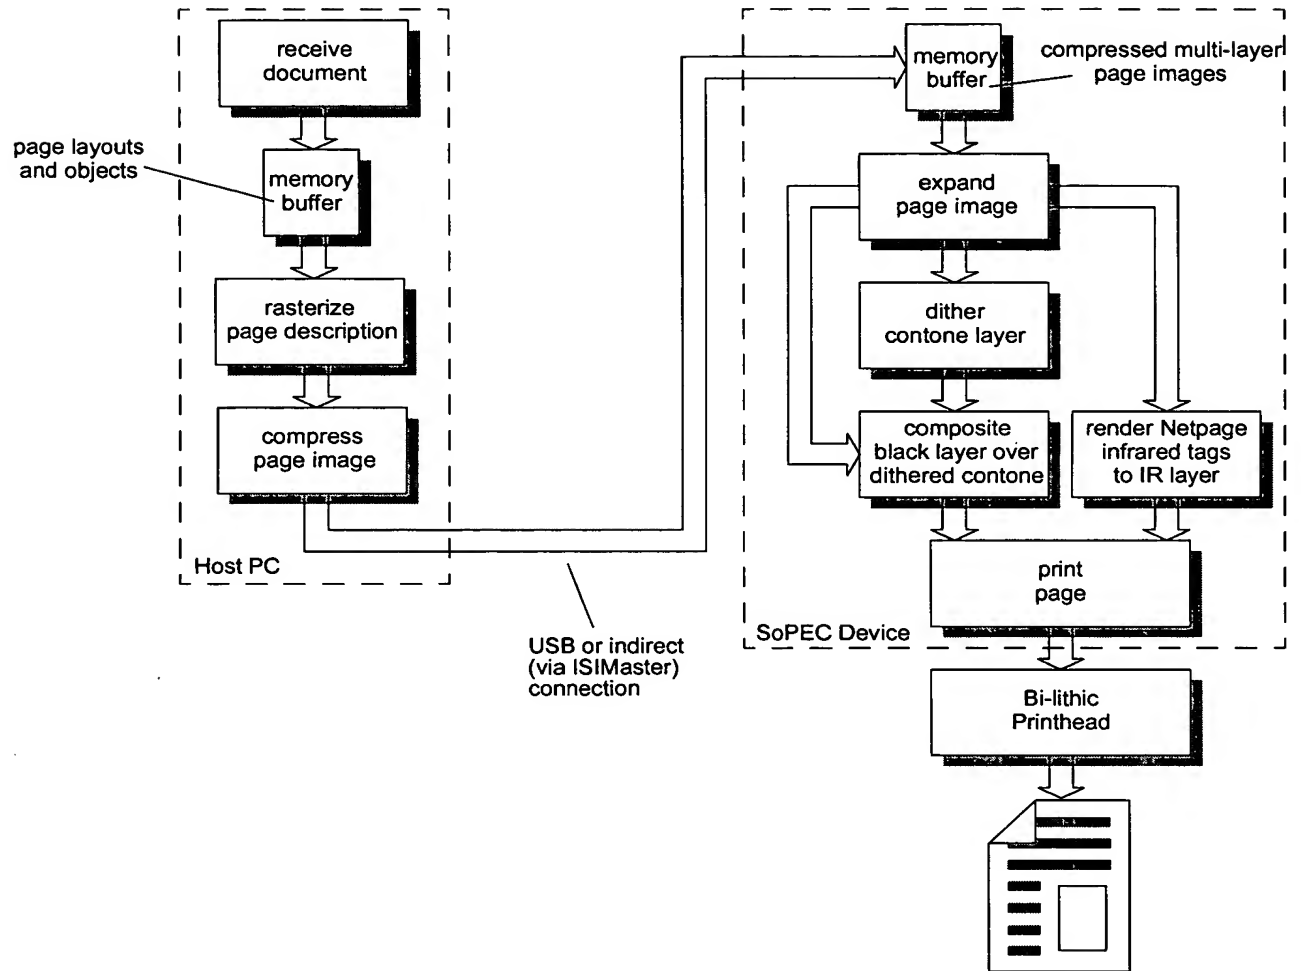 receive
document
page layouts
and objects
memory
buffer
rasterize
page description
compress
page image
Host PC
USB or indirect
(via ISIMaster)
connection
memory
buffer
compressed multi-layer
page images
expand
page image
dither
contone layer
composite
black layer over
dithered contone
render Netpage
infrared tags
to IR layer
print
page
SoPEC Device
Bi-lithic
Printhead